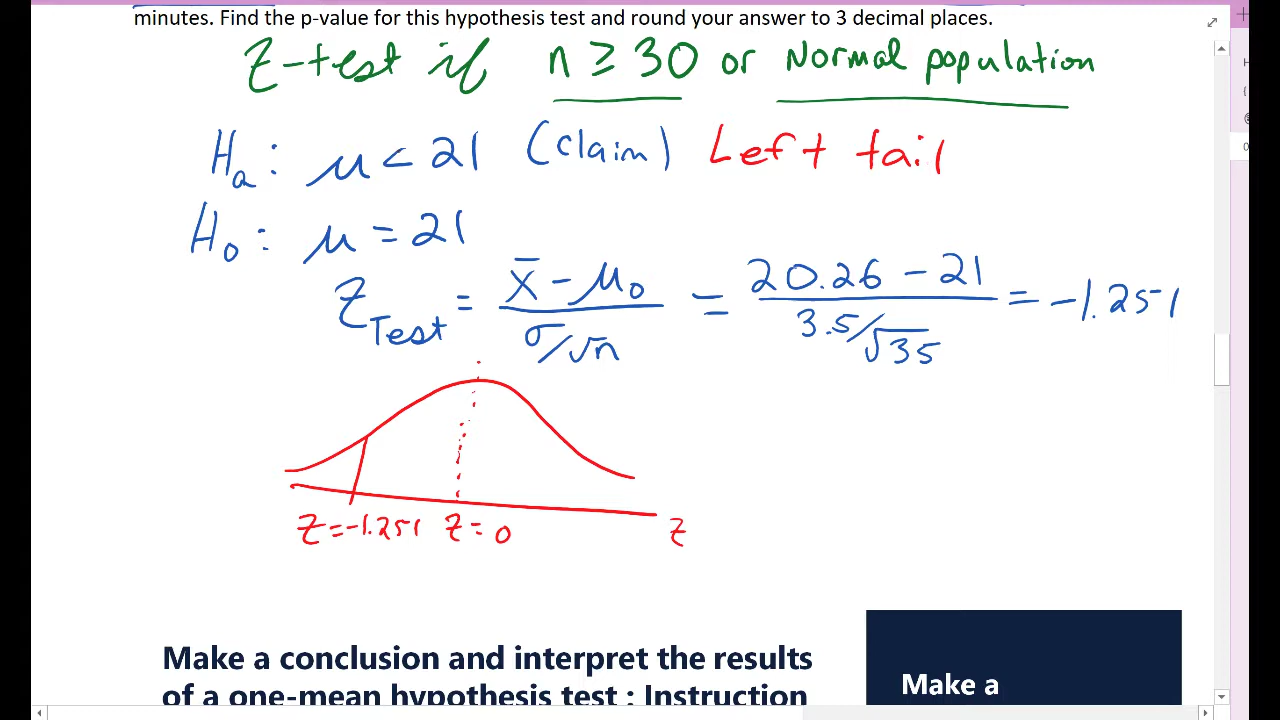 minutes. Find the p-value for this hypothesis test and round your answer to 3 decimal places.
Z-test if n ≥ 30 or Normal population
Ha: μ < 21 (claim) Left tail
H0: μ = 21
Z Test = x̄ - μ0 / σ/√n = 20.26 - 21 / 3.5/√35 = -1.251
Z=-1.251 Z=0 Z
Make a conclusion and interpret the results
of a one-mean hypothesis test : Instruction
Make a